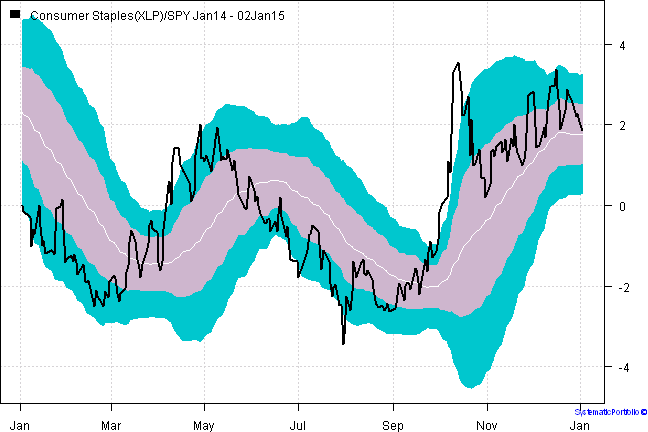 Consumer Staples(XLP)/SPY Jan14 - 02Jan15
4
2
0
-2
-4
Jan Mar May Jul Sep Nov Jan
SystematicPortfolio ©